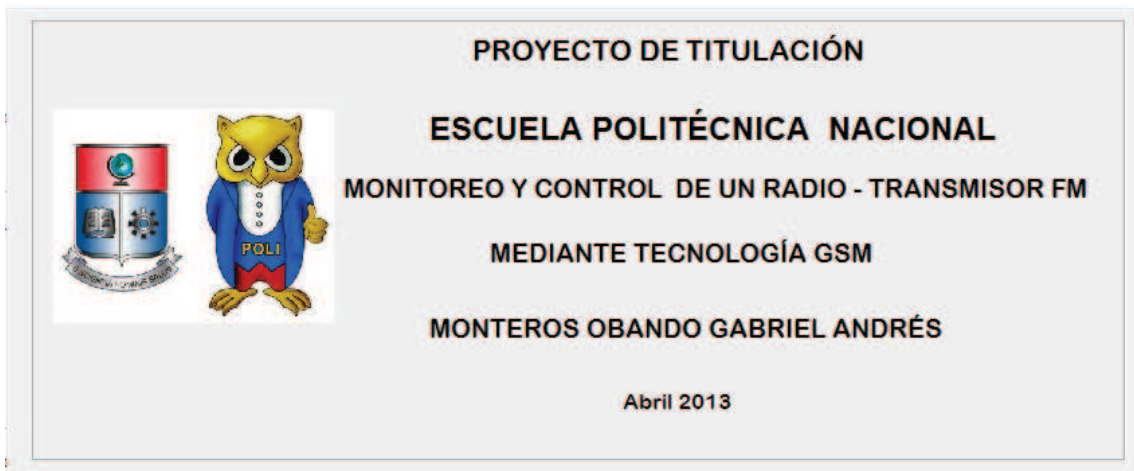 PROYECTO DE TITULACIÓN
ESCUELA POLITÉCNICA NACIONAL
MONITOREO Y CONTROL DE UN RADIO - TRANSMISOR FM
MEDIANTE TECNOLOGÍA GSM
MONTEROS OBANDO GABRIEL ANDRÉS
Abril 2013
POLI